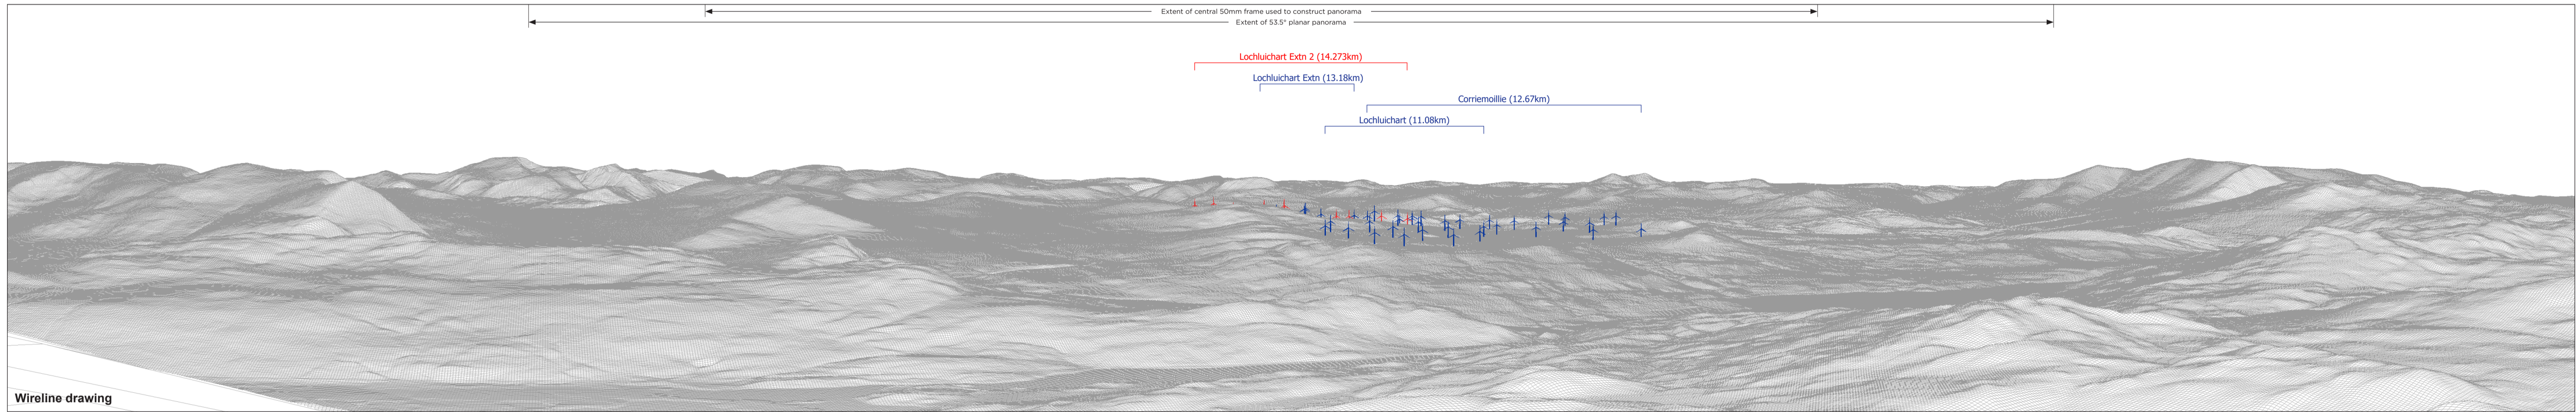 Extent of central 50mm frame used to construct panorama
Extent of 53.5° planar panorama
Lochluichart Extn 2 (14.273km)
Lochluichart Extn (13.18km)
Corriemoillie (12.67km)
Lochluichart (11.08km)
Wireline drawing